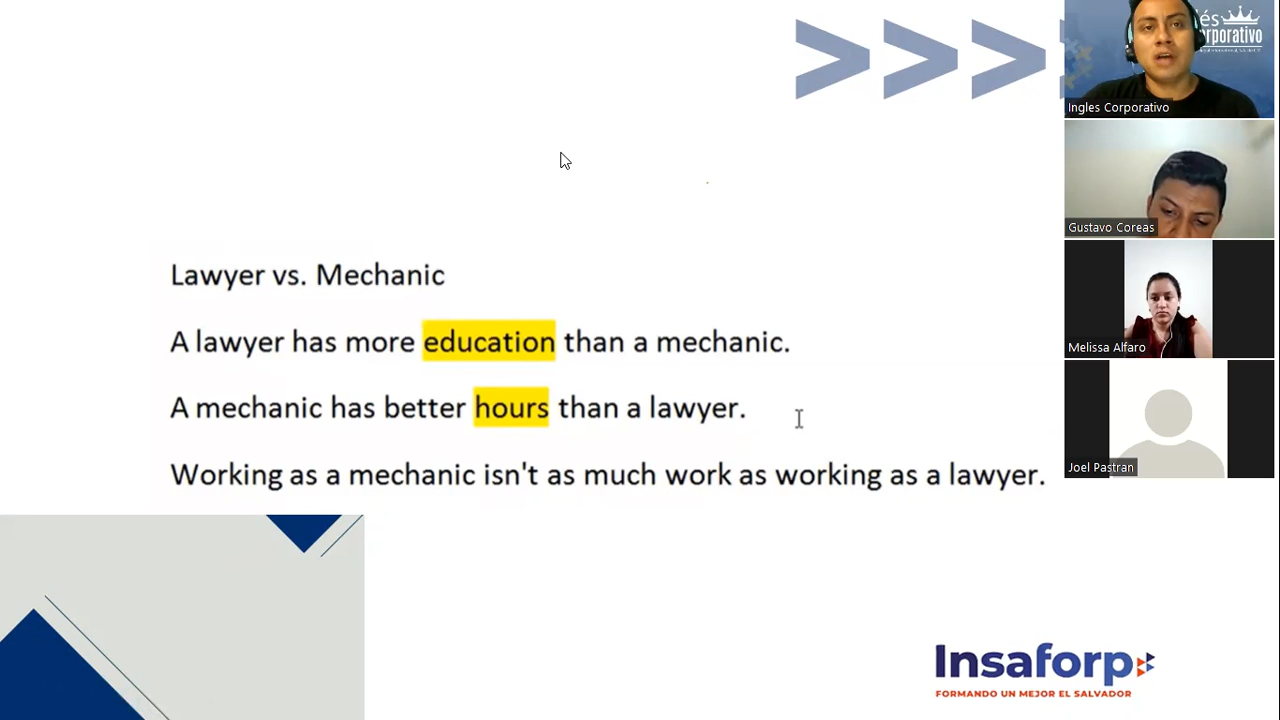 és
rporativo
Ingles Corporativo
Gustavo Coreas
Melissa Alfaro
Joel Pastran
Lawyer vs. Mechanic
A lawyer has more education than a mechanic.
A mechanic has better hours than a lawyer.
Working as a mechanic isn't as much work as working as a lawyer.
Insaforp
FORMANDO UN MEJOR EL SALVADOR